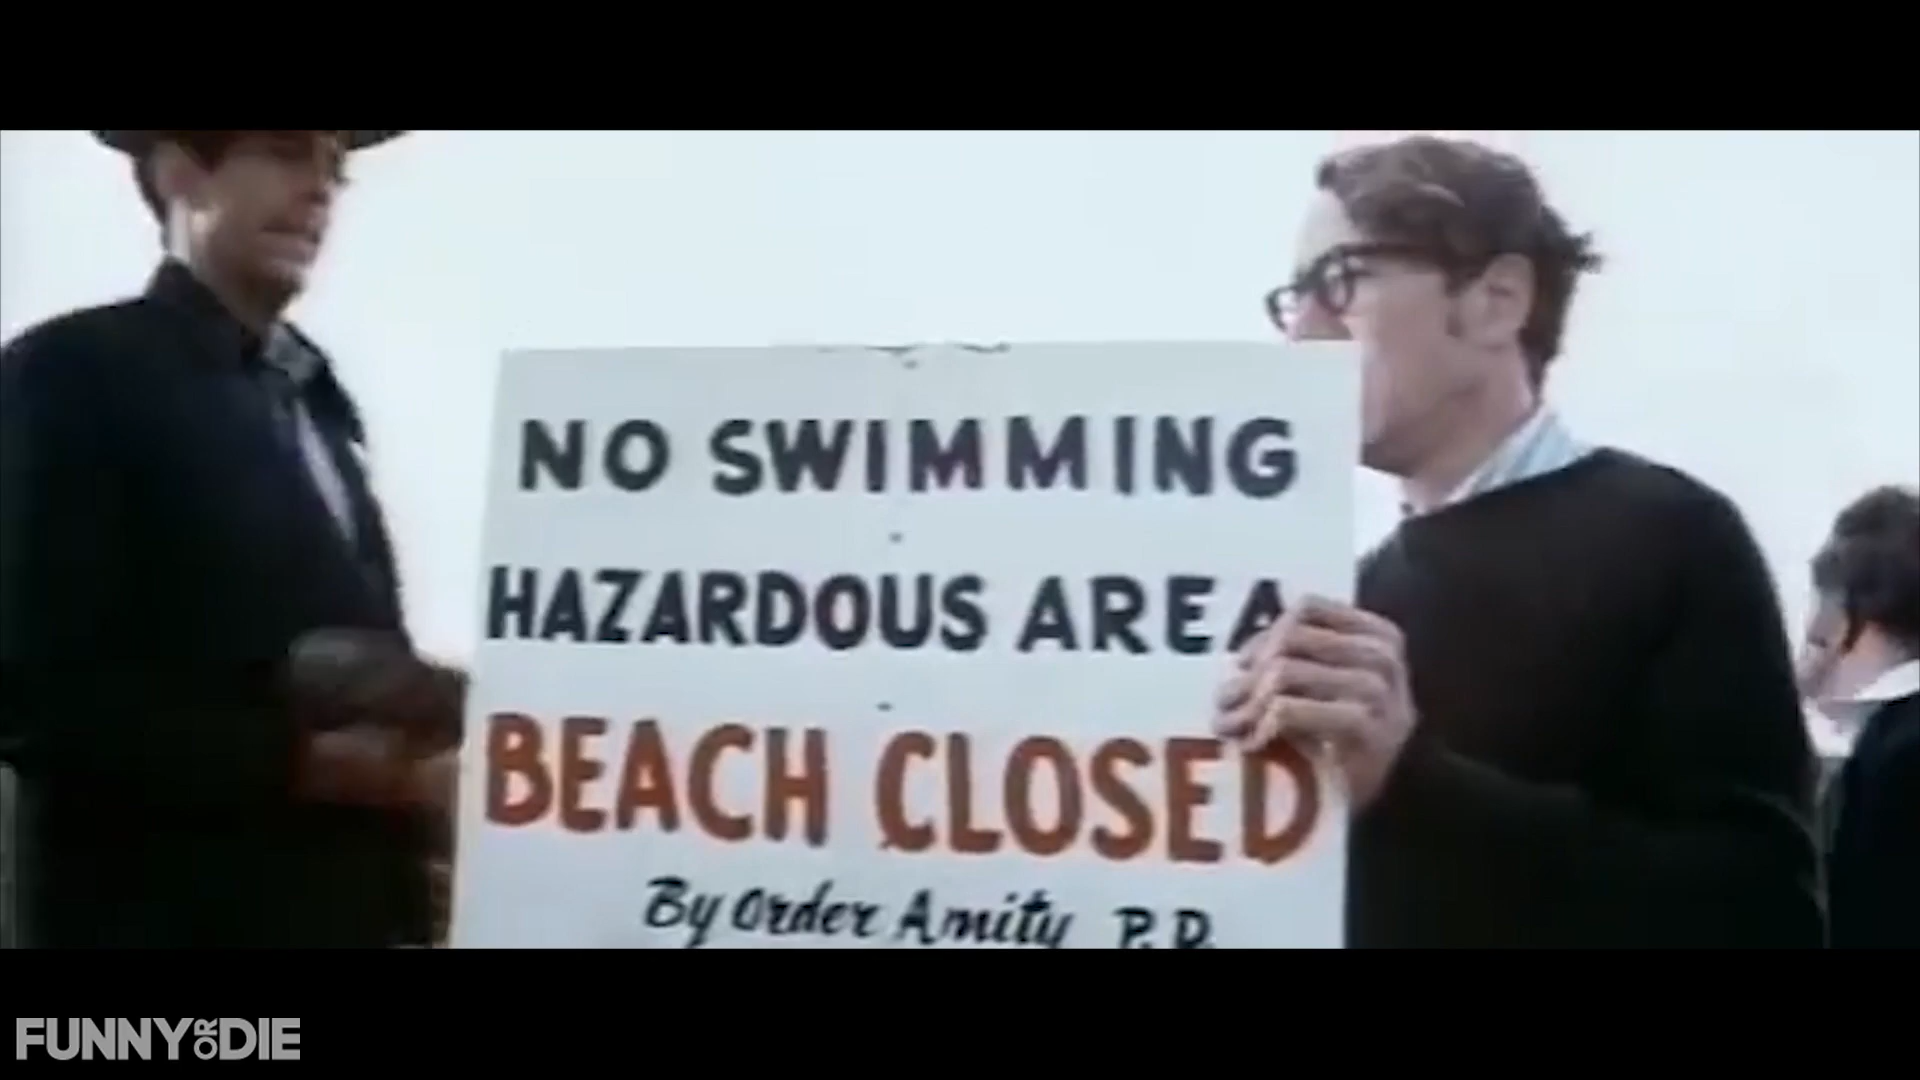 NO SWIMMING
HAZARDOUS AREA
BEACH CLOSED
By Order Amity P.D.
FUNNY OR DIE